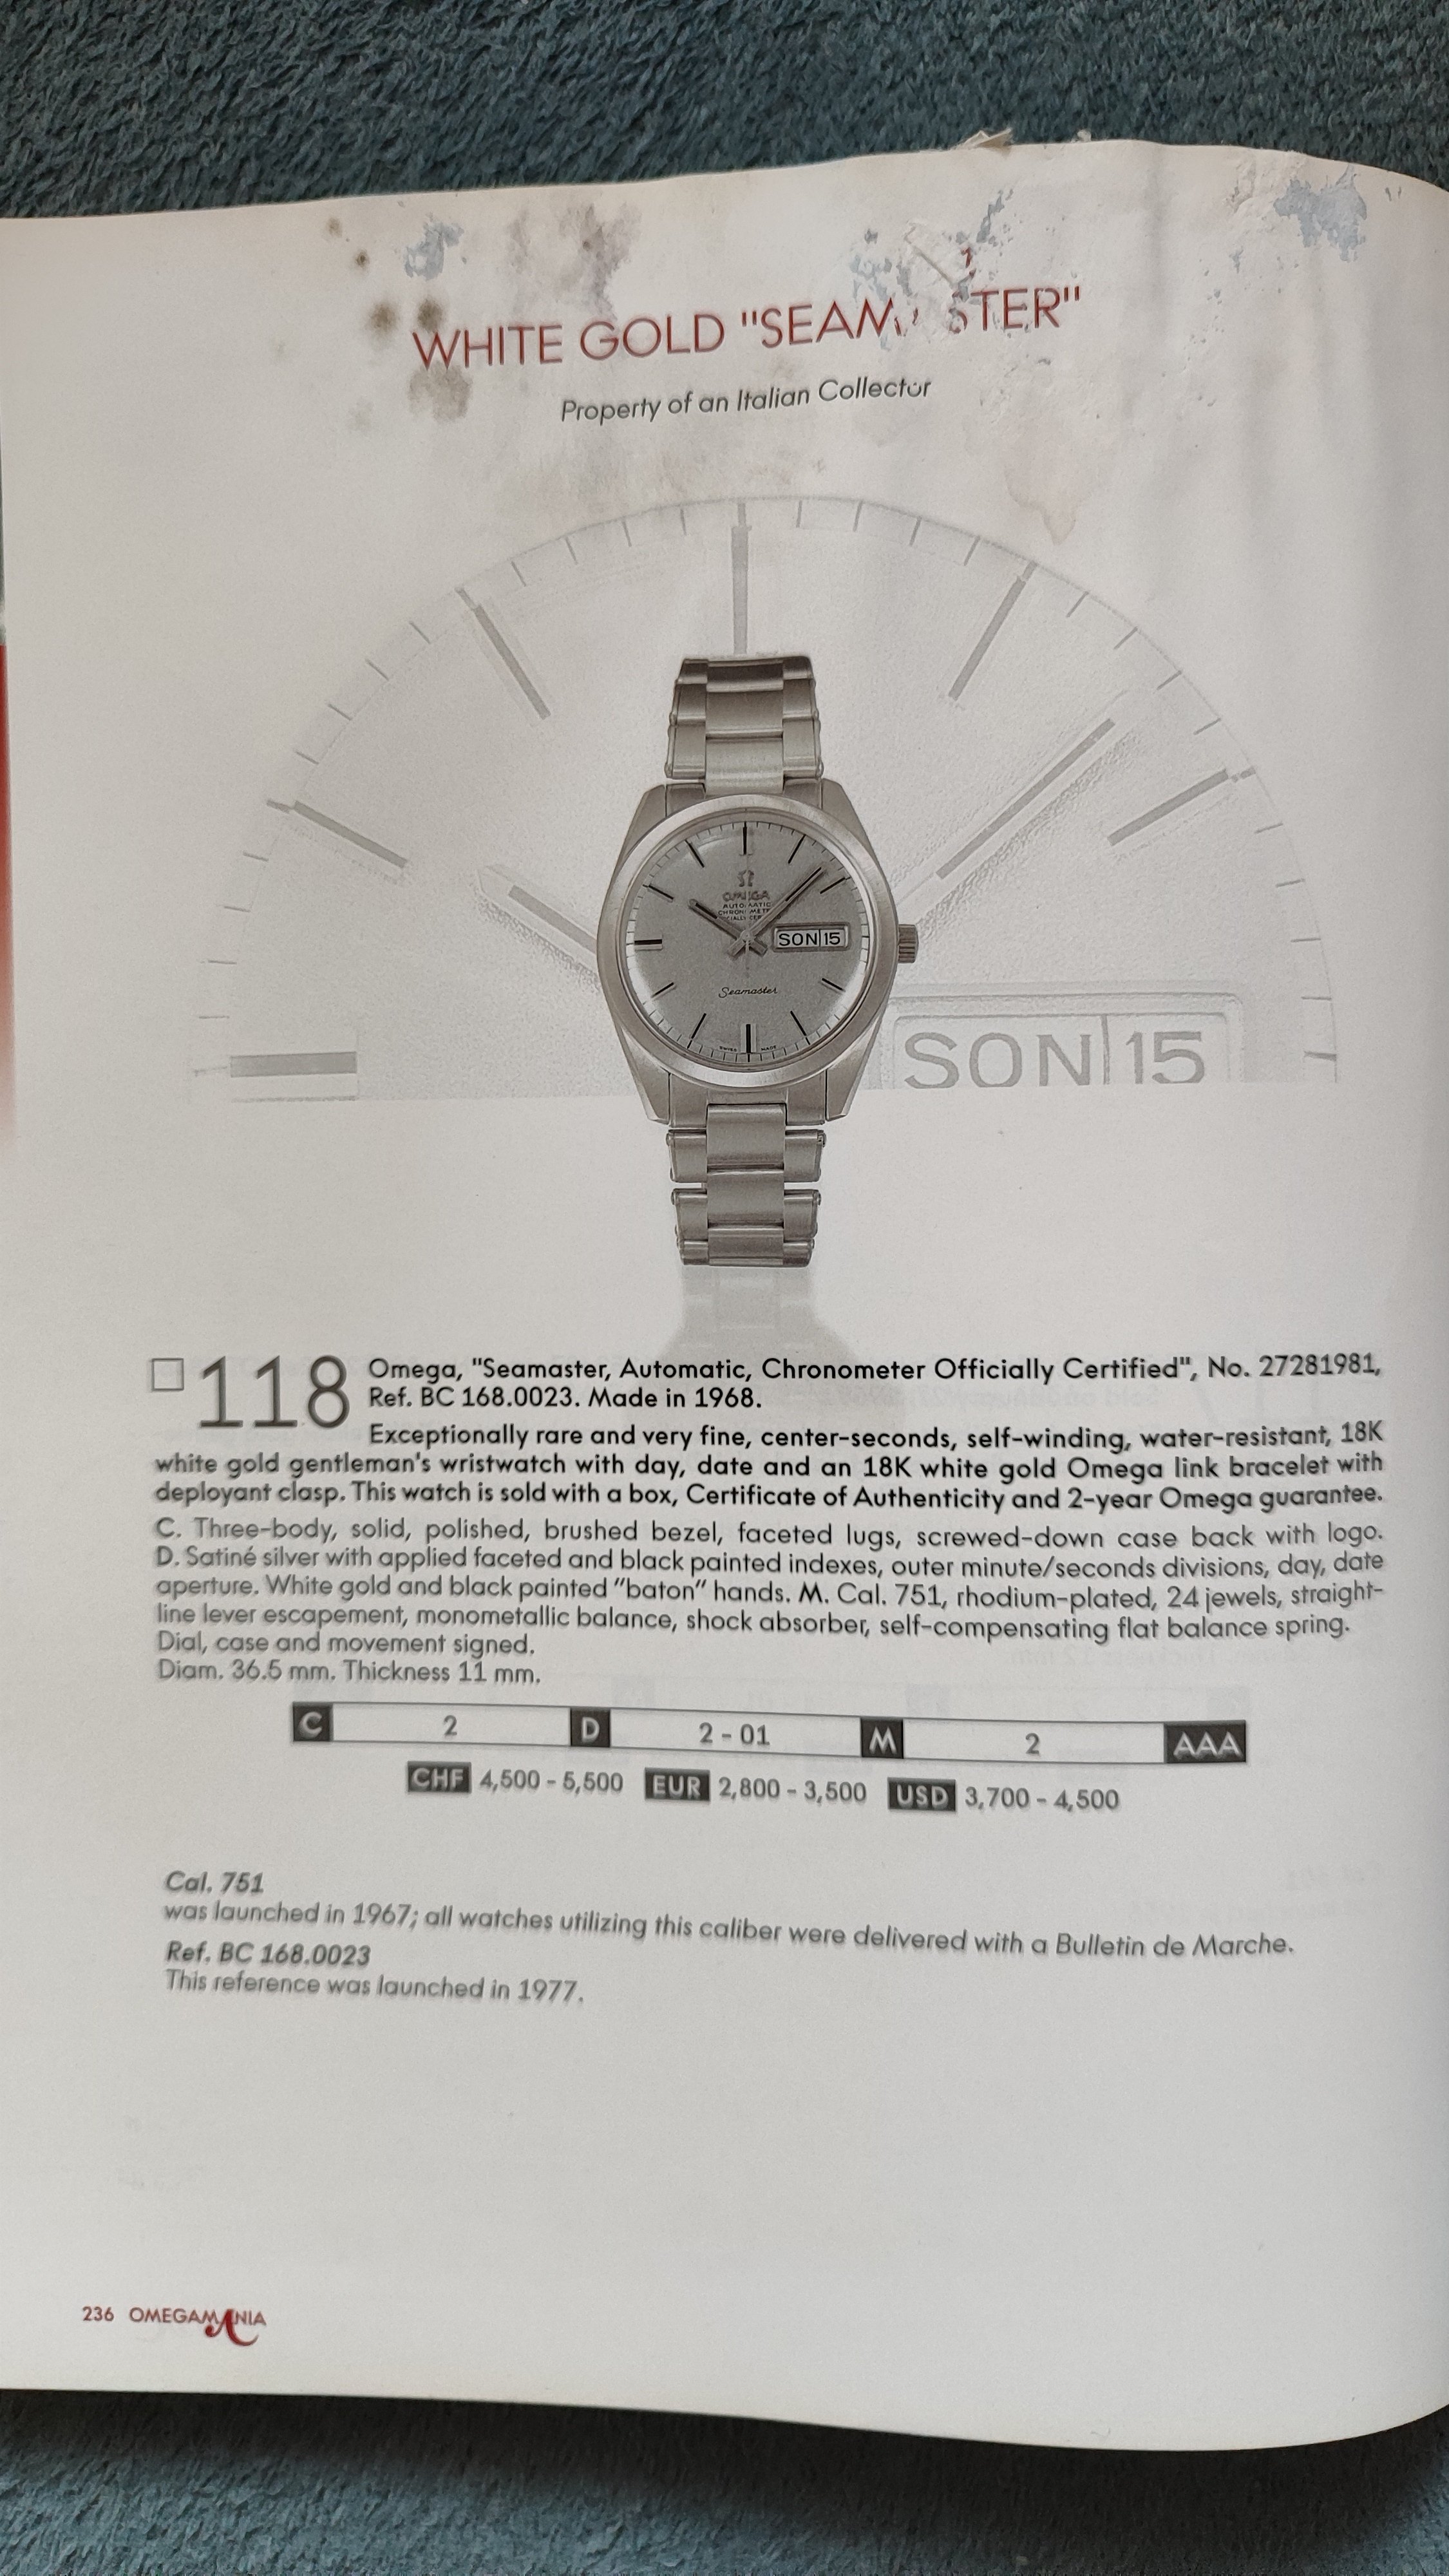 WHITE GOLD "SEAMASTER"
Property of an Italian Collector
OMEGA
AUTOMATIC
SON 15
Seamaster
SON 15
118 Omega, "Seamaster, Automatic, Chronometer Officially Certified", No. 27281981,
Ref. BC 168.0023. Made in 1968.
Exceptionally rare and very fine, center-seconds, self-winding, water-resistant, 18K
white gold gentleman's wristwatch with day, date and an 18K white gold Omega link bracelet with
deployant clasp. This watch is sold with a box, Certificate of Authenticity and 2-year Omega guarantee.
C. Three-body, solid, polished, brushed bezel, faceted lugs, screwed-down case back with logo.
D. Satiné silver with applied faceted and black painted indexes, outer minute/seconds divisions, day, date
aperture. White gold and black painted "baton" hands. M. Cal. 751, rhodium-plated, 24 jewels, straight-
line lever escapement, monometallic balance, shock absorber, self-compensating flat balance spring.
Dial, case and movement signed.
Diam. 36.5 mm. Thickness 11 mm.
C 2 D 2 - 01 M 2 AAA
CHF 4,500 - 5,500 EUR 2,800 - 3,500 USD 3,700 - 4,500
Cal. 751
was launched in 1967; all watches utilizing this caliber were delivered with a Bulletin de Marche.
Ref. BC 168.0023
This reference was launched in 1977.
236 OMEGAMANIA